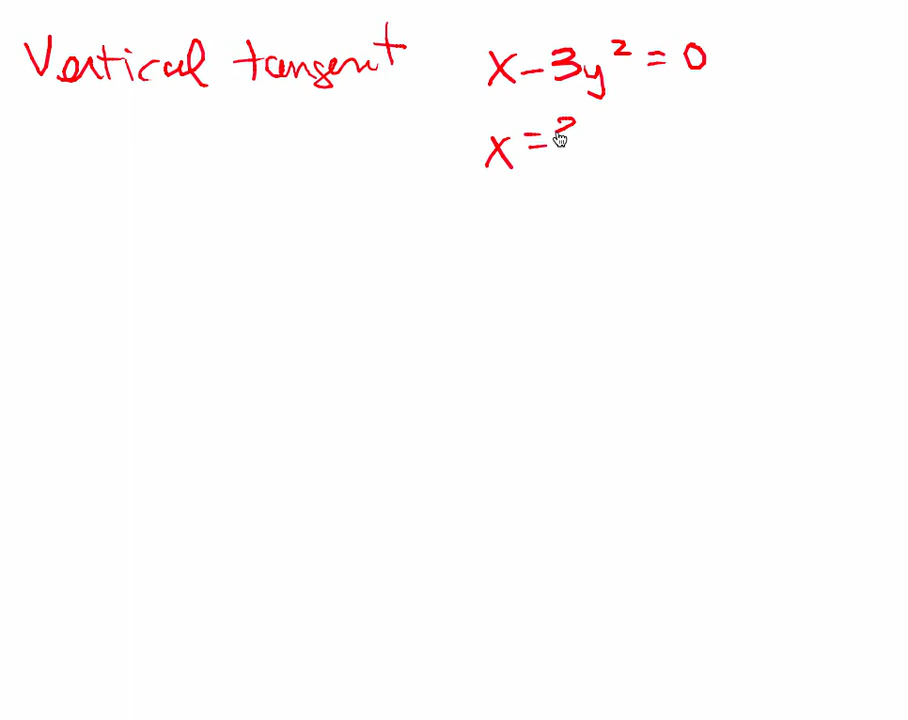 Vertical tangent
x - 3y² = 0
x =